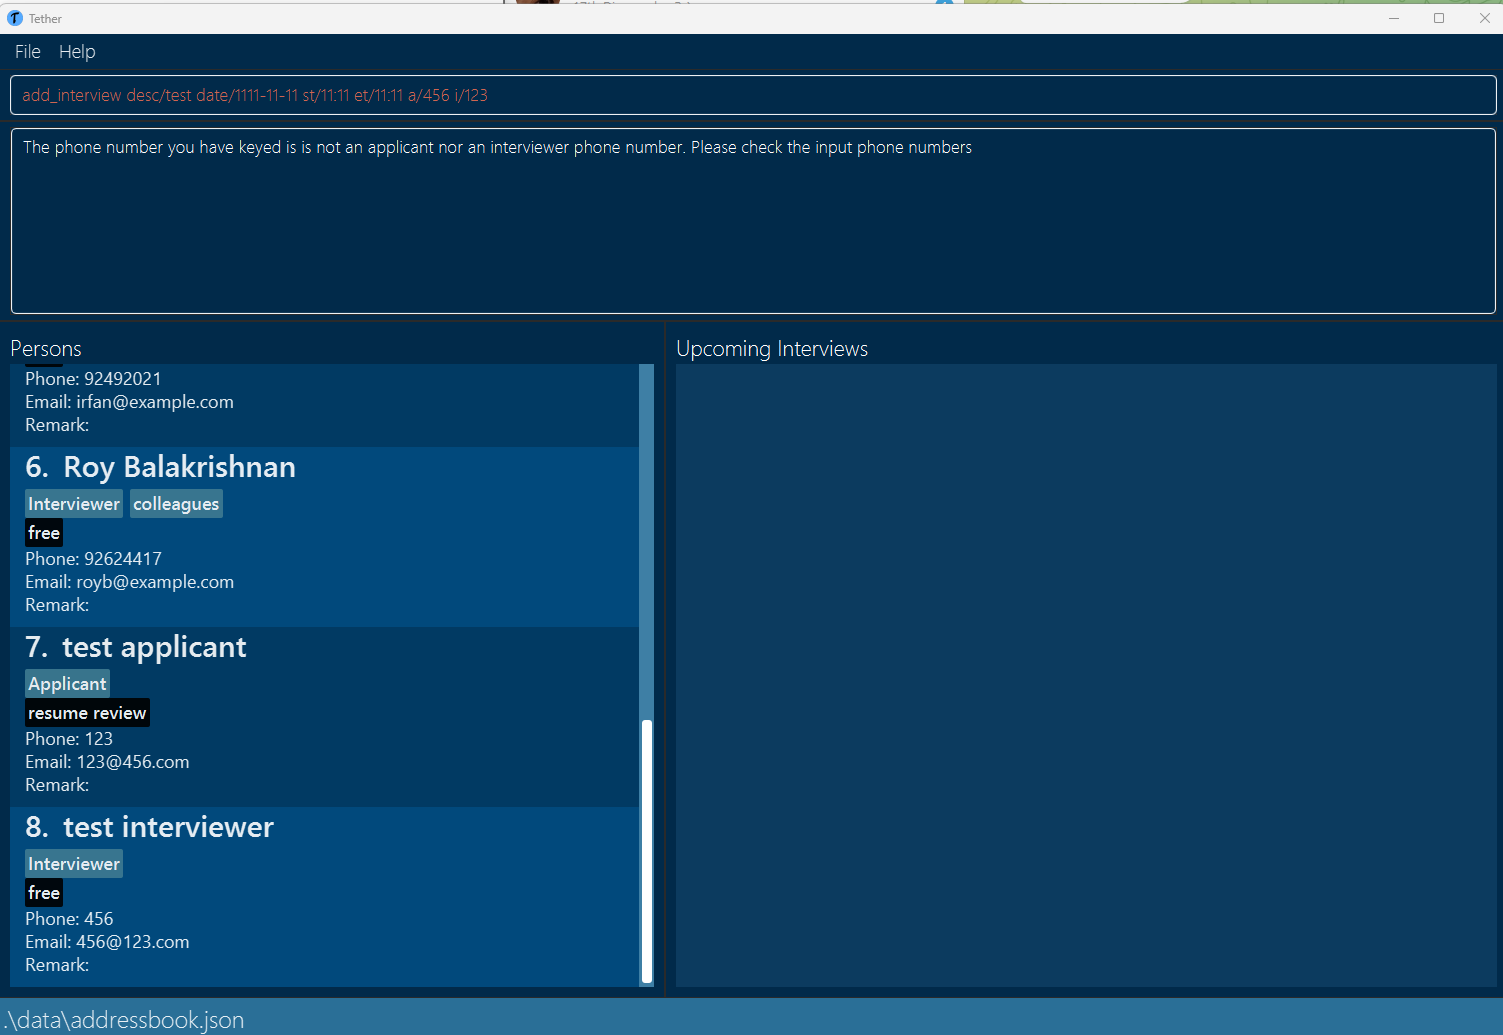 Tether
File Help
add_interview desc/test date/1111-11-11 st/11:11 et/11:11 a/456 i/123
The phone number you have keyed is is not an applicant nor an interviewer phone number. Please check the input phone numbers
Persons
Phone: 92492021
Email: irfan@example.com
Remark:
6. Roy Balakrishnan
Interviewer colleagues
free
Phone: 92624417
Email: royb@example.com
Remark:
7. test applicant
Applicant
resume review
Phone: 123
Email: 123@456.com
Remark:
8. test interviewer
Interviewer
free
Phone: 456
Email: 456@123.com
Remark:
Upcoming Interviews
.\data\addressbook.json